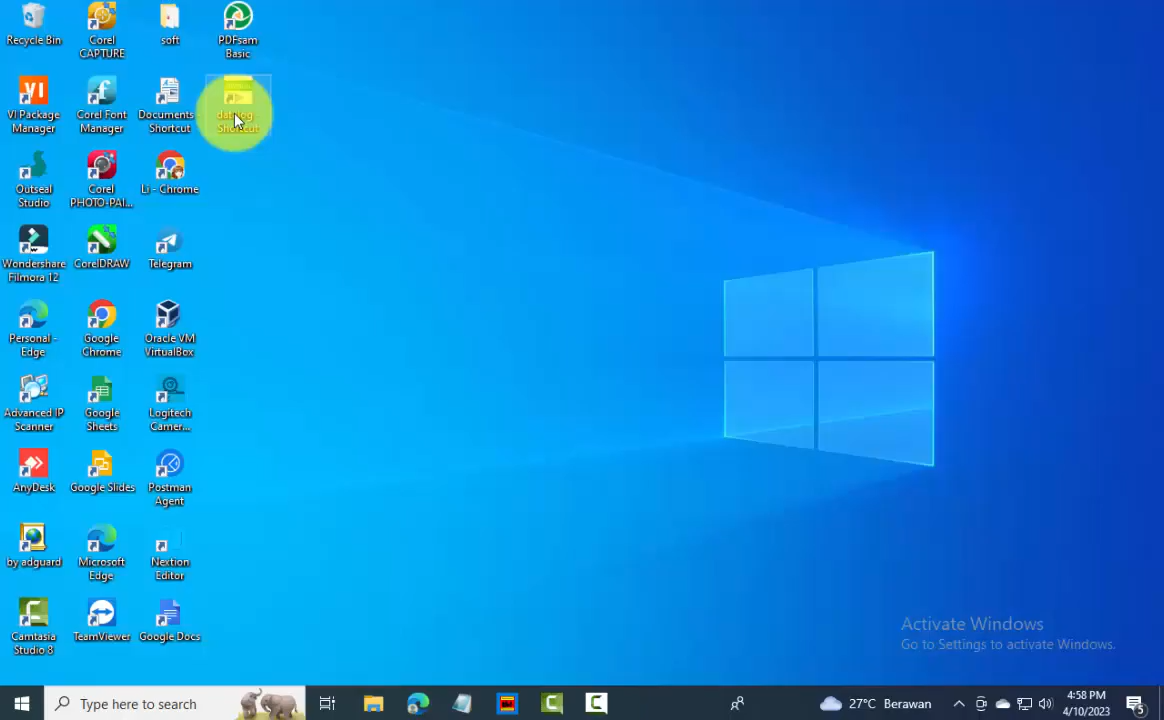 Recycle Bin
Corel
CAPTURE
soft
PDFsam
Basic
VI Package
Manager
Corel Font
Manager
Documents -
Shortcut
Shortcut
Outseal
Studio
Corel
PHOTO-PAI...
Li - Chrome
Wondershare
Filmora 12
CorelDRAW
Telegram
Personal -
Edge
Google
Chrome
Oracle VM
VirtualBox
Advanced IP
Scanner
Google
Sheets
Logitech
Camer...
AnyDesk
Google Slides
Postman
Agent
by adguard
Microsoft
Edge
Nextion
Editor
Camtasia
Studio 8
TeamViewer
Google Docs
Activate Windows
Go to Settings to activate Windows.
Type here to search
27°C Berawan
4:58 PM
4/10/2023
5